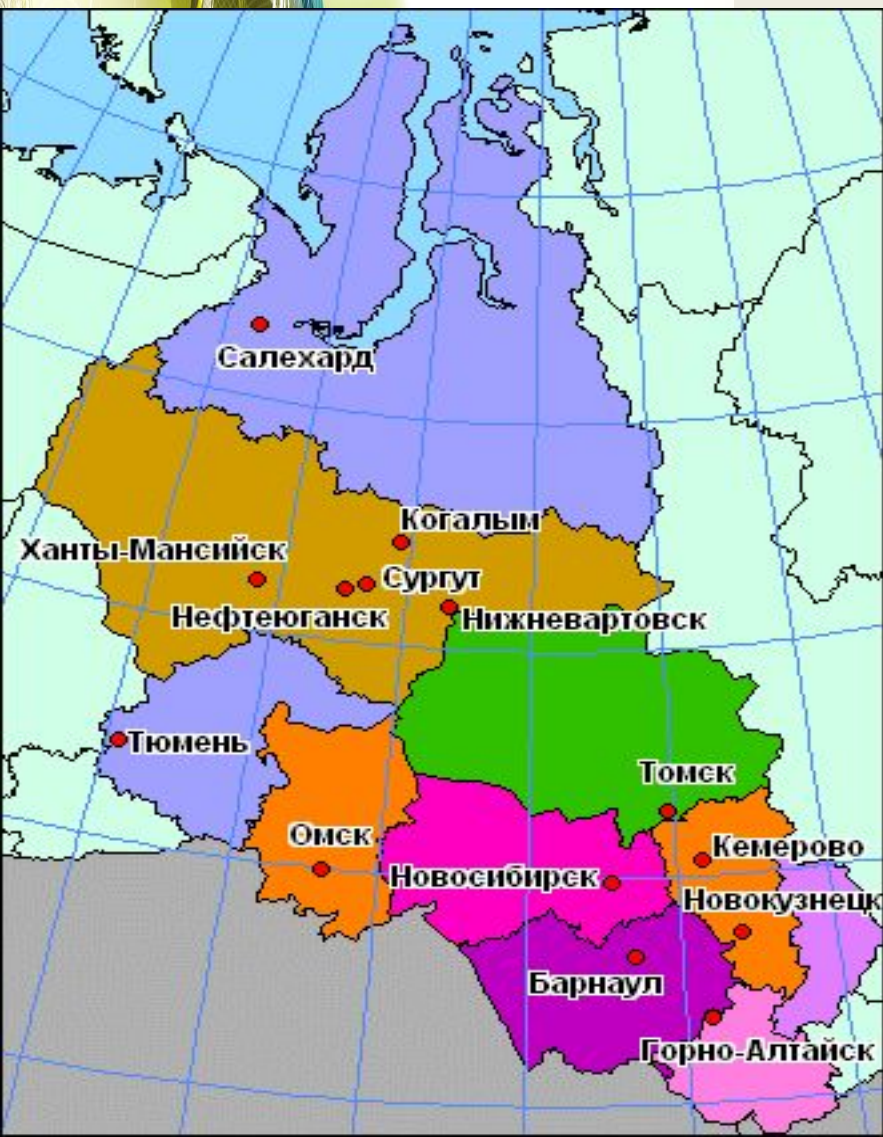 Салехард
Когалым
Ханты-Мансийск
Сургут
Нефтеюганск
Нижневартовск
Тюмень
Томск
Омск
Кемерово
Новосибирск
Новокузнецк
Барнаул
Горно-Алтайск